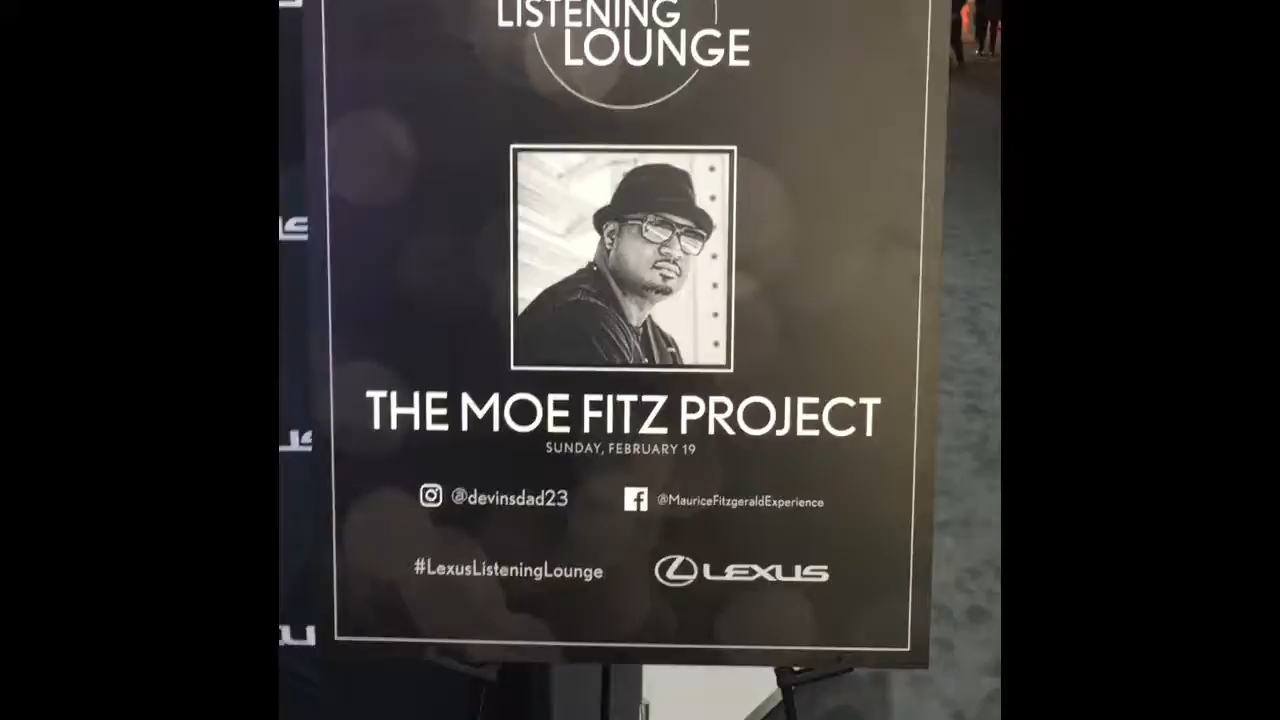 LISTENING
LOUNGE
THE MOE FITZ PROJECT
SUNDAY, FEBRUARY 19
@devinsdad23
@MauriceFitzgeraldExperience
#LexusListeningLounge
LEXUS